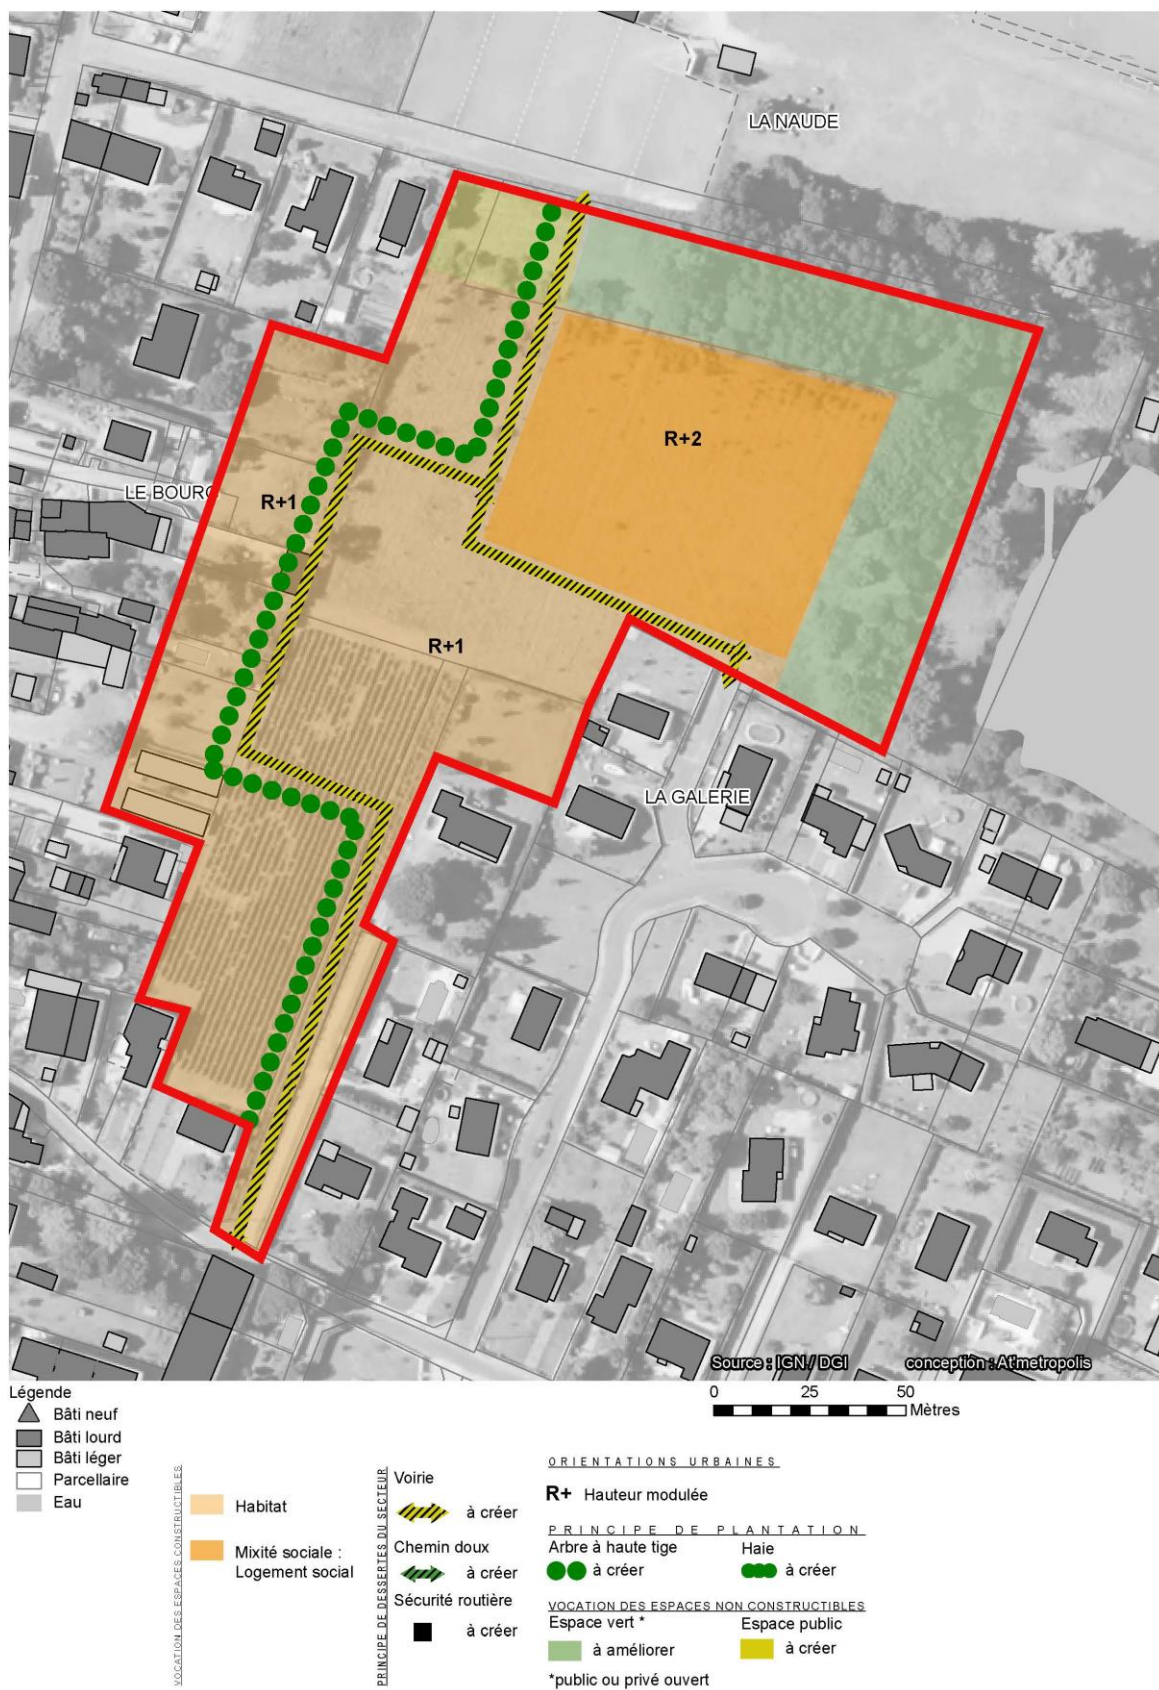 LA NAUDE
R+2
LE BOURG
R+1
R+1
LA GALERIE
Source : IGN / DGI
conception : At'metropolis
0 25 50
Mètres
Légende
Bâti neuf
Bâti lourd
Bâti léger
Parcellaire
Eau
VOCATION DES ESPACES CONSTRUCTIBLES
Habitat
Mixité sociale :
Logement social
PRINCIPE DE DESSERTES DU SECTEUR
Voirie
à créer
Chemin doux
à créer
Sécurité routière
à créer
ORIENTATIONS URBAINES
R+ Hauteur modulée
PRINCIPE DE PLANTATION
Arbre à haute tige
à créer
Haie
à créer
VOCATION DES ESPACES NON CONSTRUCTIBLES
Espace vert *
à améliorer
Espace public
à créer
*public ou privé ouvert